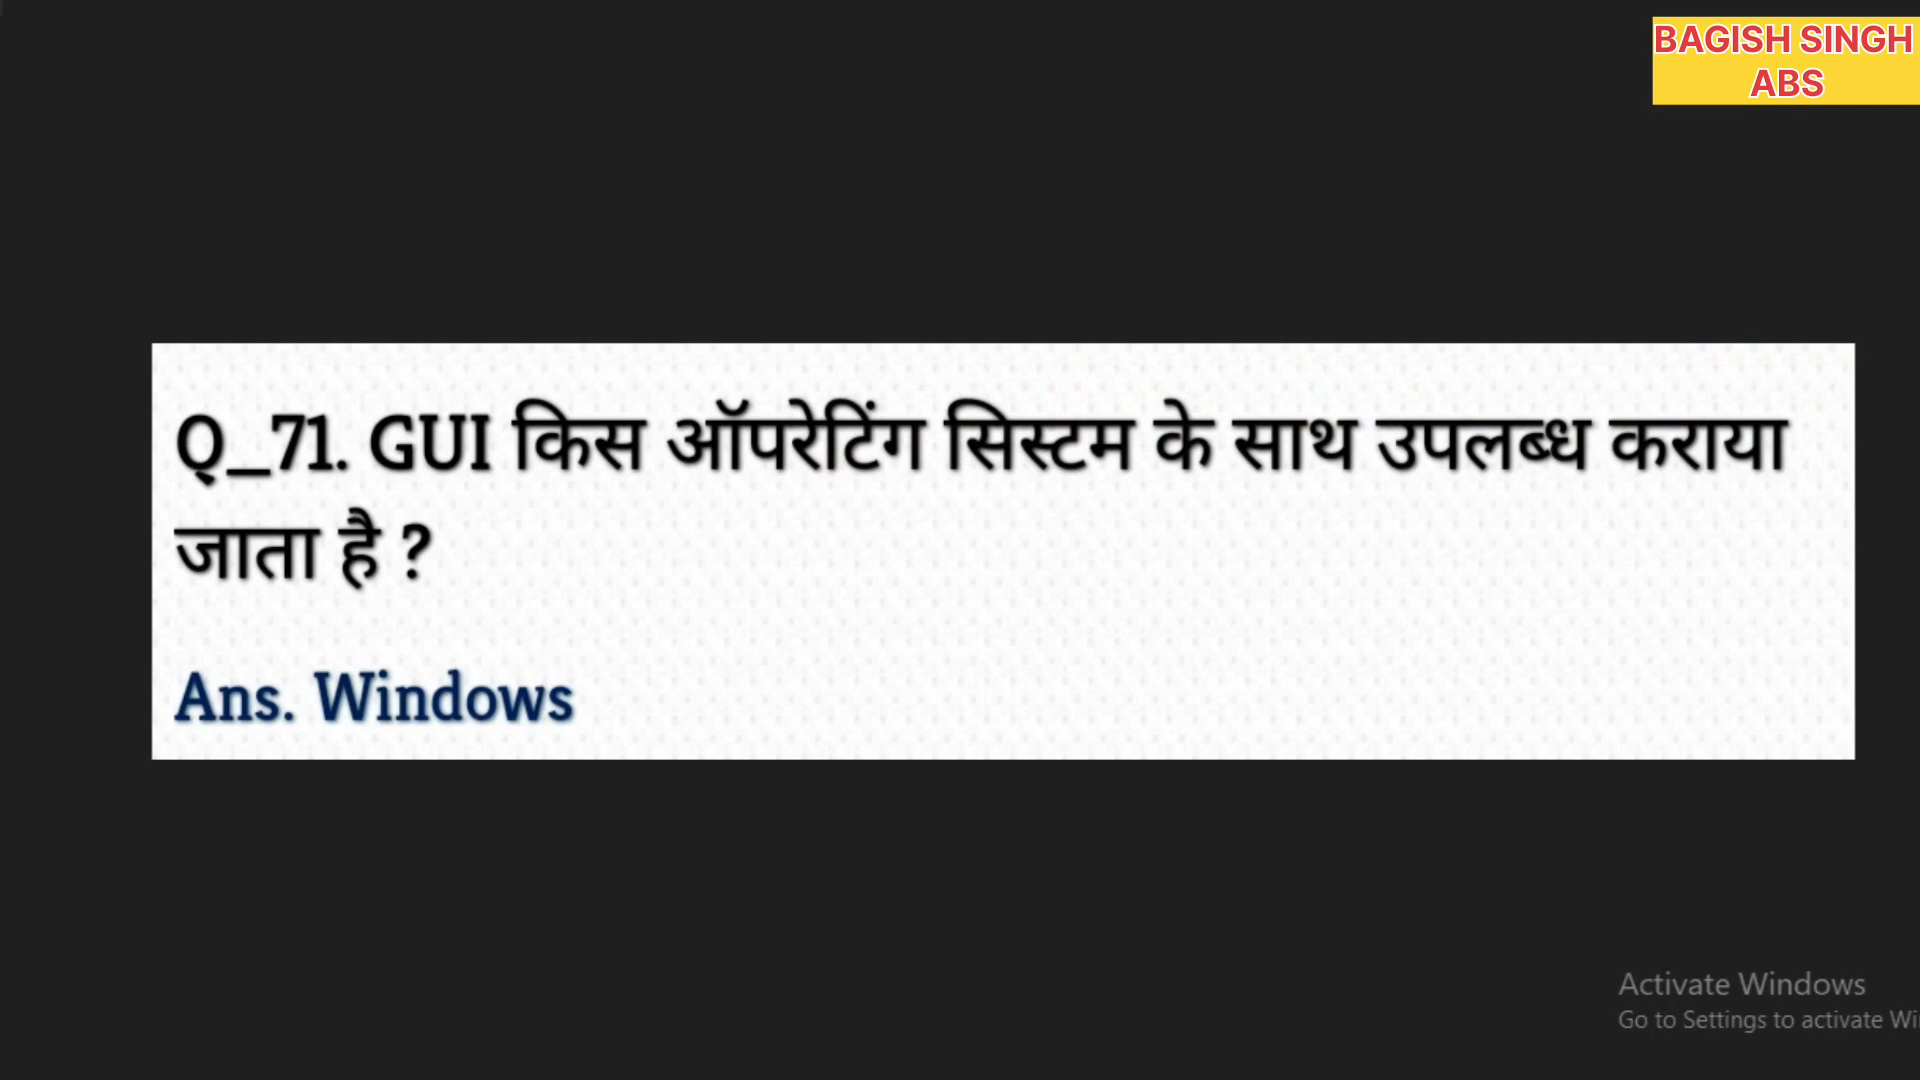 BAGISH SINGH
ABS
Q_71. GUI किस ऑपरेटिंग सिस्टम के साथ उपलब्ध कराया
जाता है ?
Ans. Windows
Activate Windows
Go to Settings to activate Wi